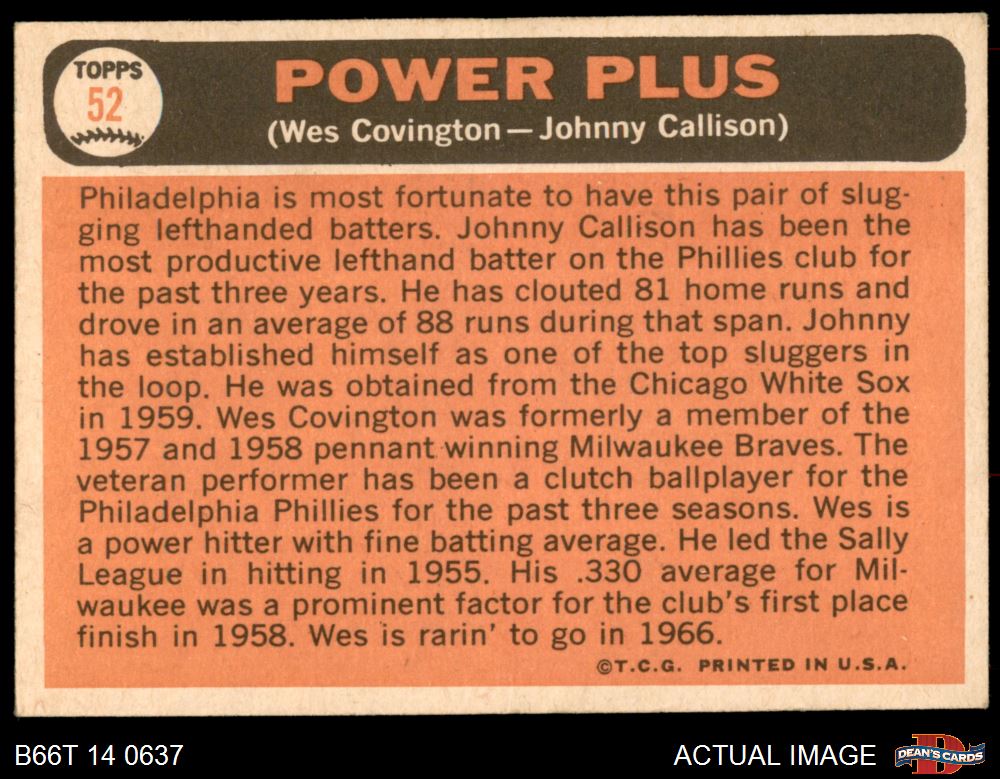 TOPPS
52
POWER PLUS
(Wes Covington — Johnny Callison)
Philadelphia is most fortunate to have this pair of slug-
ging lefthanded batters. Johnny Callison has been the
most productive lefthand batter on the Phillies club for
the past three years. He has clouted 81 home runs and
drove in an average of 88 runs during that span. Johnny
has established himself as one of the top sluggers in
the loop. He was obtained from the Chicago White Sox
in 1959. Wes Covington was formerly a member of the
1957 and 1958 pennant winning Milwaukee Braves. The
veteran performer has been a clutch ballplayer for the
Philadelphia Phillies for the past three seasons. Wes is
a power hitter with fine batting average. He led the Sally
League in hitting in 1955. His .330 average for Mil-
waukee was a prominent factor for the club's first place
finish in 1958. Wes is rarin' to go in 1966.
©T.C.G. PRINTED IN U.S.A.
B66T 14 0637
ACTUAL IMAGE
DEAN'S CARDS